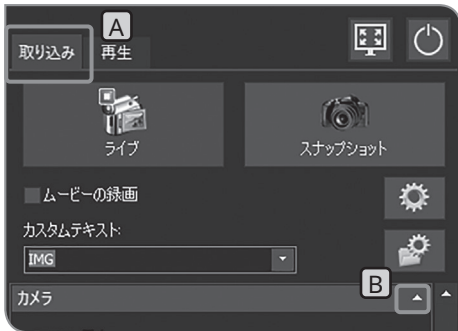 A
取り込み 再生
ライブ スナップショット
ムービーの録画
カスタムテキスト:
IMG
B
カメラ